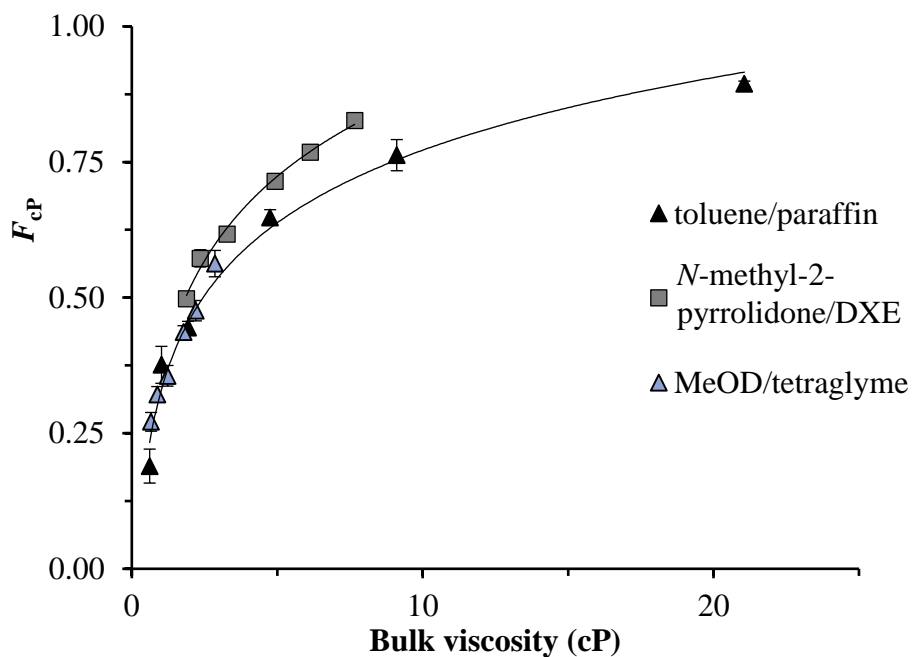 1.00
0.75
0.50
0.25
0.00
FcP
0
10
20
Bulk viscosity (cP)
toluene/paraffin
N-methyl-2-
pyrrolidone/DXE
MeOD/tetraglyme